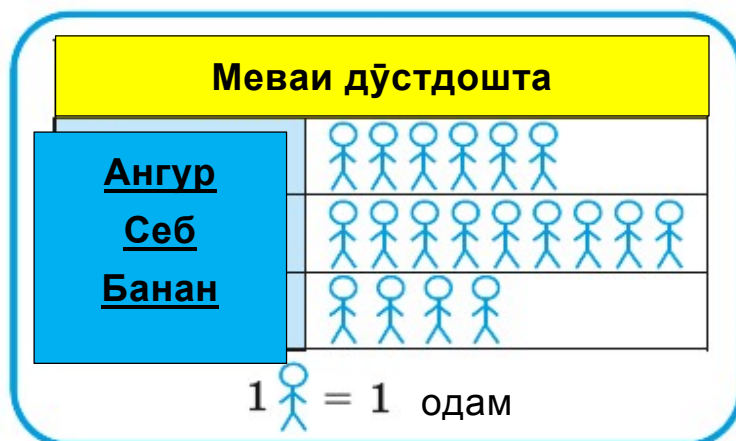 Меваи дӯстдошта
Ангур
Себ
Банан
1 = 1 одам